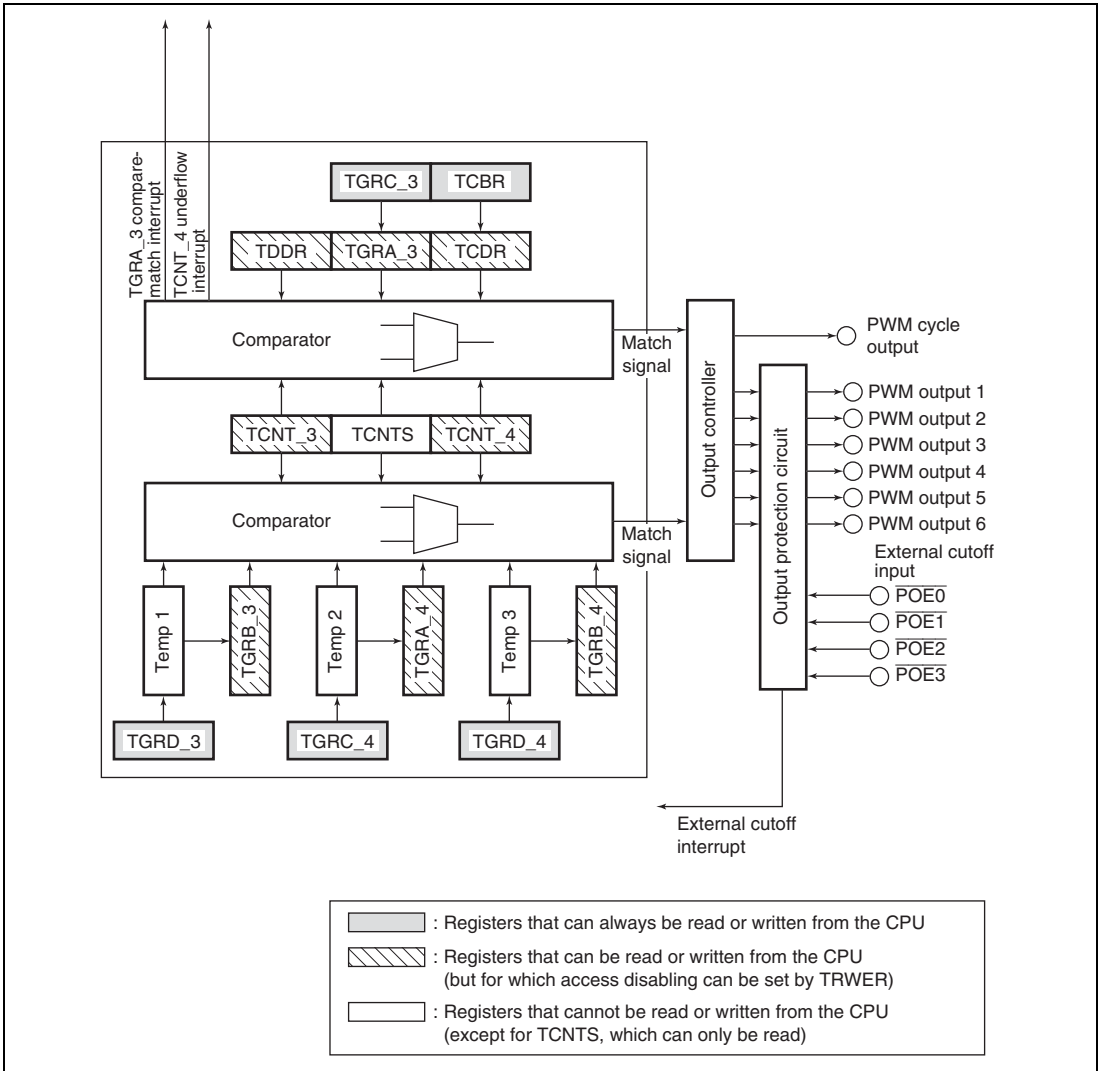 TGRA_3 compare-
match interrupt
TCNT_4 underflow
interrupt
TGRC_3
TCBR
TDDR
TGRA_3
TCDR
Comparator
Match
signal
TCNT_3
TCNTS
TCNT_4
Comparator
Match
signal
Temp 1
TGRB_3
Temp 2
TGRA_4
Temp 3
TGRB_4
TGRD_3
TGRC_4
TGRD_4
Output controller
Output protection circuit
PWM cycle
output
PWM output 1
PWM output 2
PWM output 3
PWM output 4
PWM output 5
PWM output 6
External cutoff
input
POE0
POE1
POE2
POE3
External cutoff
interrupt
: Registers that can always be read or written from the CPU
: Registers that can be read or written from the CPU
(but for which access disabling can be set by TRWER)
: Registers that cannot be read or written from the CPU
(except for TCNTS, which can only be read)